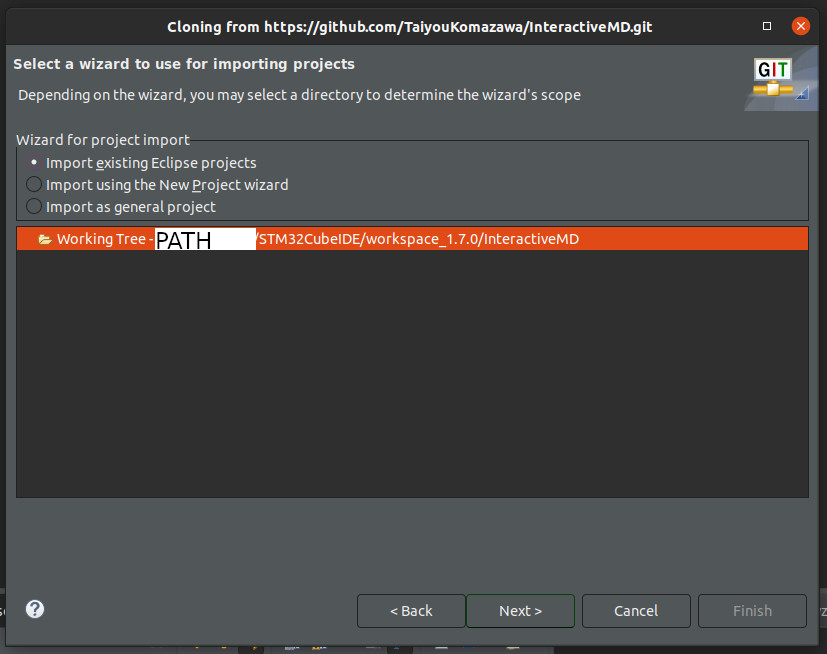 Cloning from https://github.com/TaiyouKomazawa/InteractiveMD.git
Select a wizard to use for importing projects
GIT
Depending on the wizard, you may select a directory to determine the wizard's scope
Wizard for project import
Import existing Eclipse projects
Import using the New Project wizard
Import as general project
Working Tree - PATH /STM32CubeIDE/workspace_1.7.0/InteractiveMD
?
< Back Next > Cancel Finish